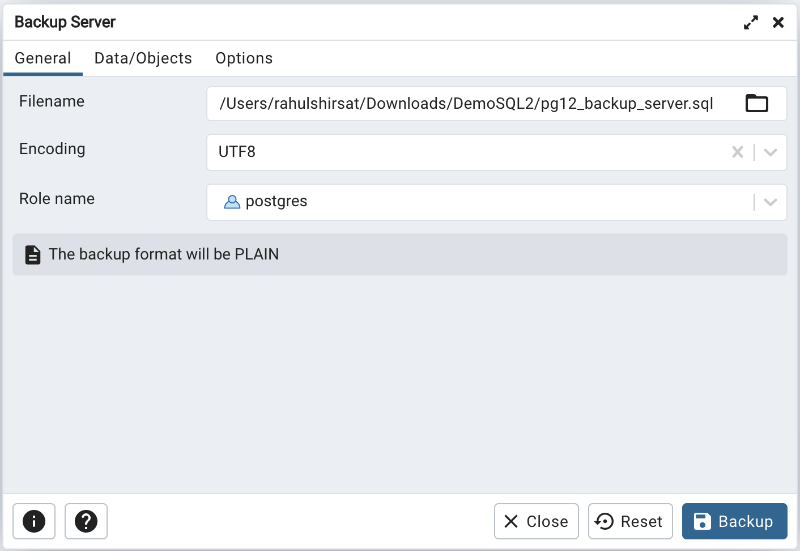 Backup Server
General Data/Objects Options
Filename /Users/rahulshirsat/Downloads/DemoSQL2/pg12_backup_server.sql
Encoding UTF8
Role name postgres
The backup format will be PLAIN
Close Reset Backup